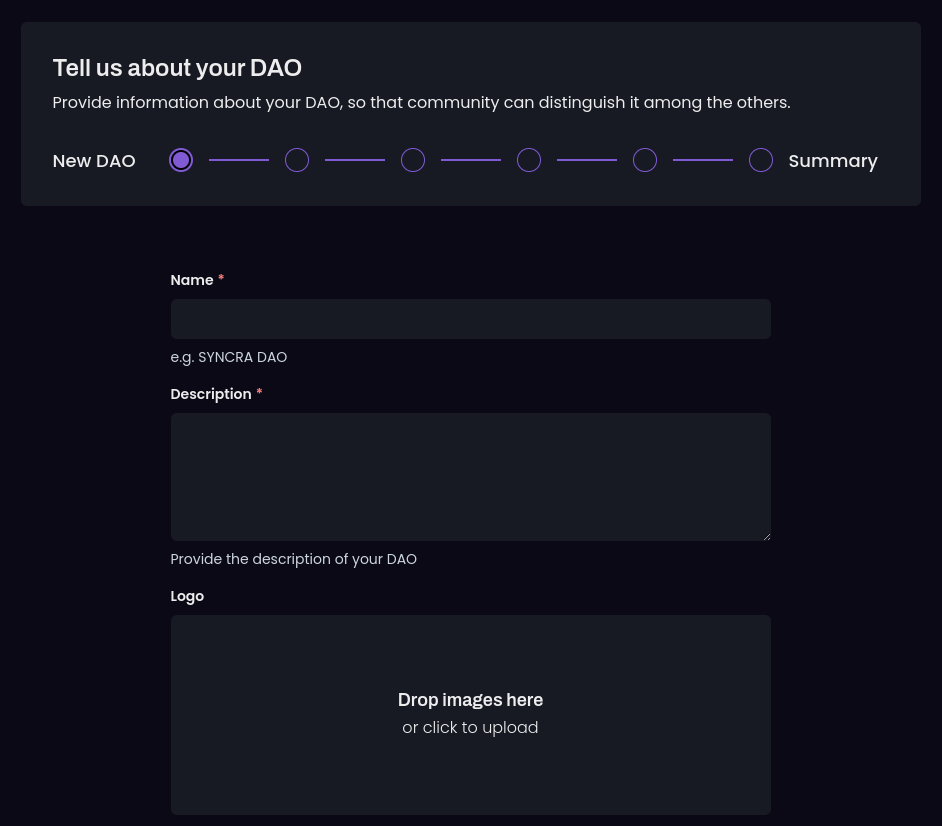 Tell us about your DAO
Provide information about your DAO, so that community can distinguish it among the others.
New DAO Summary
Name *
e.g. SYNCRA DAO
Description *
Provide the description of your DAO
Logo
Drop images here
or click to upload